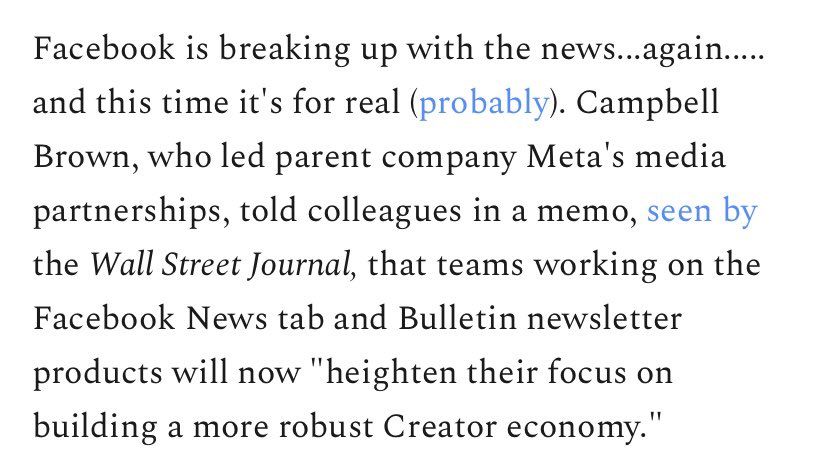 Facebook is breaking up with the news...again.....
and this time it's for real (probably). Campbell
Brown, who led parent company Meta's media
partnerships, told colleagues in a memo, seen by
the Wall Street Journal, that teams working on the
Facebook News tab and Bulletin newsletter
products will now "heighten their focus on
building a more robust Creator economy."